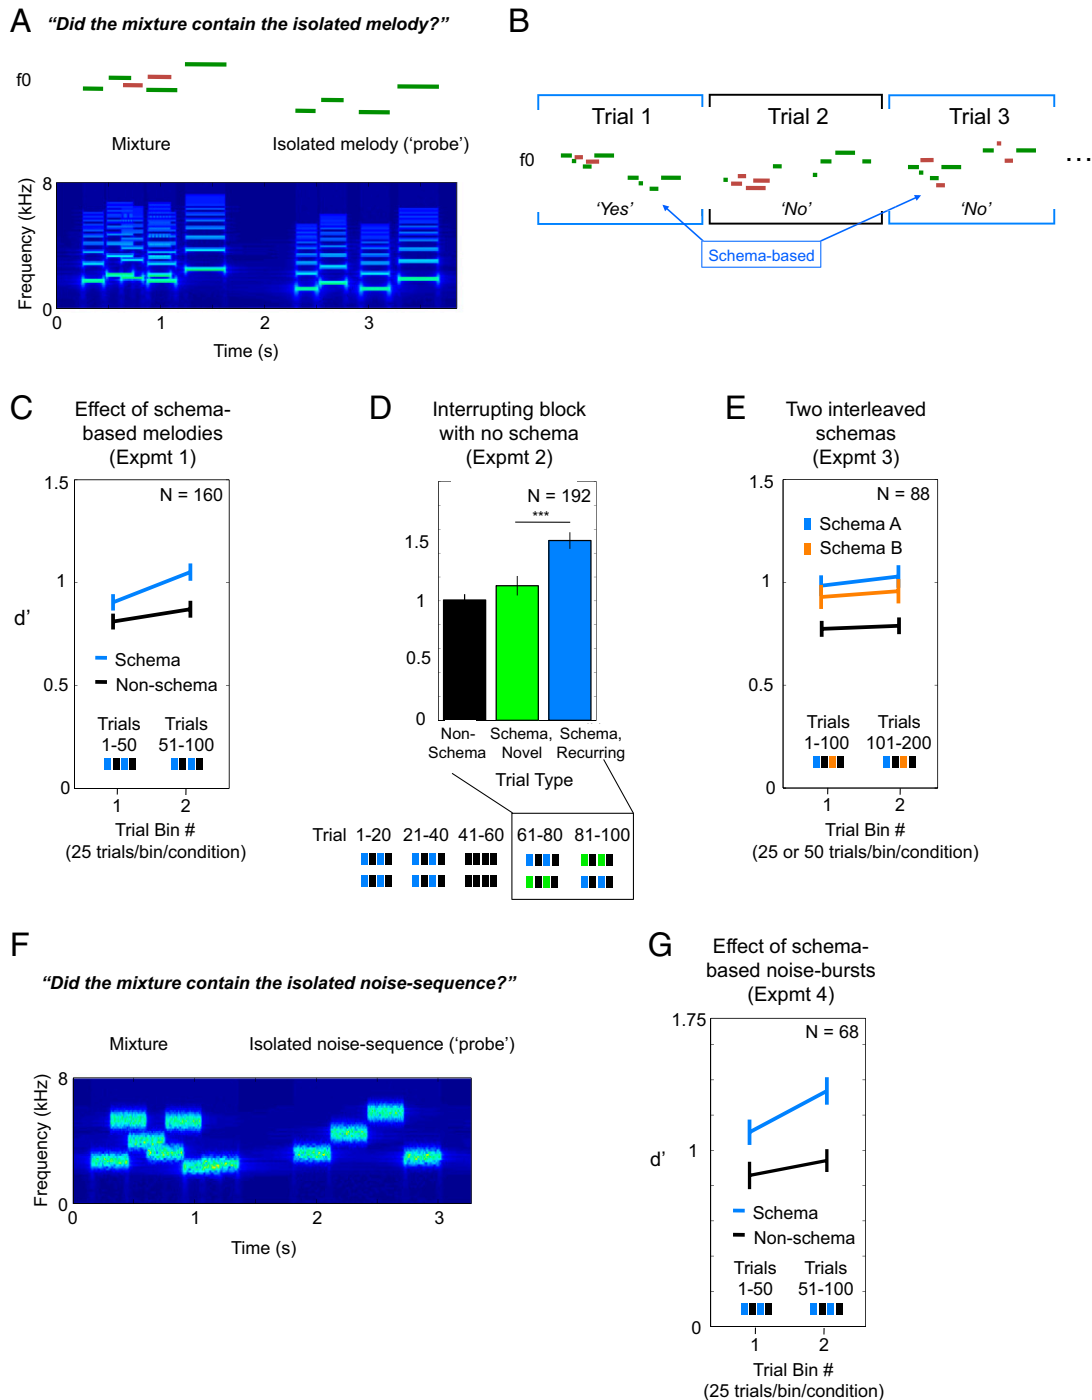 A
"Did the mixture contain the isolated melody?"
f0
Mixture
Isolated melody ('probe')
Frequency (kHz)
8
0
0
1
2
3
Time (s)
B
Trial 1
Trial 2
Trial 3
f0
...
'Yes'
'No'
'No'
Schema-based
C
Effect of schema-
based melodies
(Expmt 1)
1.5
N = 160
1
d'
Schema
Non-schema
0.5
Trials
1-50
Trials
51-100
0
1
2
Trial Bin #
(25 trials/bin/condition)
D
Interrupting block
with no schema
(Expmt 2)
N = 192
***
1.5
1
0.5
0
Non-
Schema
Schema,
Novel
Schema,
Recurring
Trial Type
Trial 1-20 21-40 41-60 61-80 81-100
E
Two interleaved
schemas
(Expmt 3)
1.5
N = 88
Schema A
Schema B
1
0.5
Trials
1-100
Trials
101-200
0
1
2
Trial Bin #
(25 or 50 trials/bin/condition)
F
"Did the mixture contain the isolated noise-sequence?"
Mixture
Isolated noise-sequence ('probe')
Frequency (kHz)
8
0
0
1
2
3
Time (s)
G
Effect of schema-
based noise-bursts
(Expmt 4)
1.75
N = 68
1
d'
Schema
Non-schema
Trials
1-50
Trials
51-100
0
1
2
Trial Bin #
(25 trials/bin/condition)